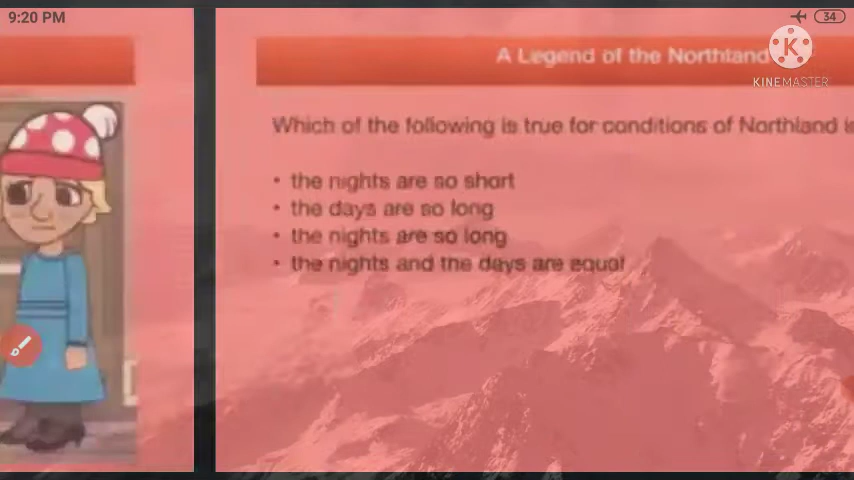 9:20 PM
34
A Legend of the Northland
K
KINEMASTER
Which of the following is true for conditions of Northland
• the nights are so short
• the days are so long
• the nights are so long
• the nights and the days are equal